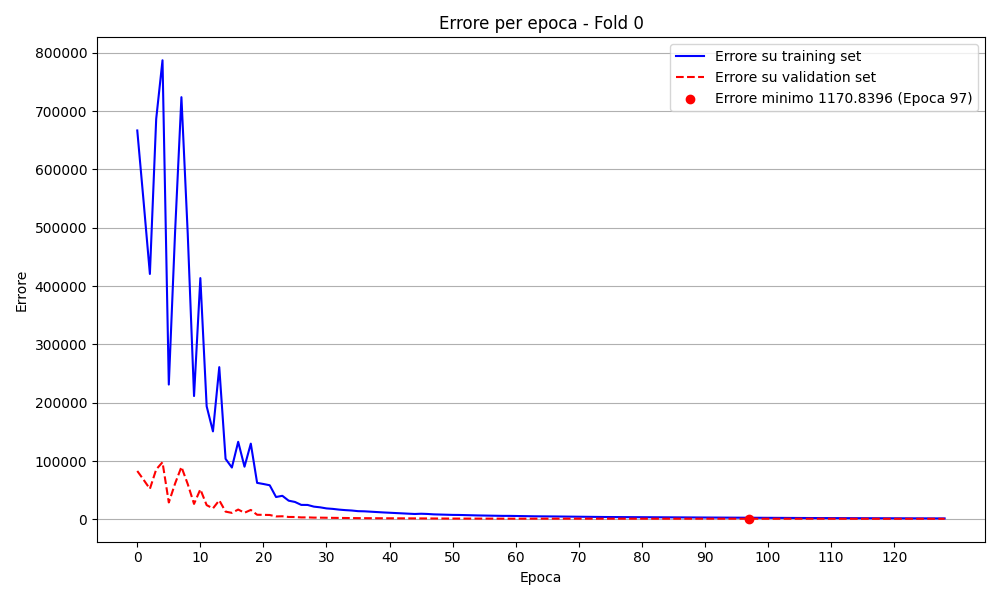 Errore per epoca - Fold 0
Errore su training set
Errore su validation set
Errore minimo 1170.8396 (Epoca 97)
800000
700000
600000
500000
400000
300000
200000
100000
0
Errore
0 10 20 30 40 50 60 70 80 90 100 110 120
Epoca